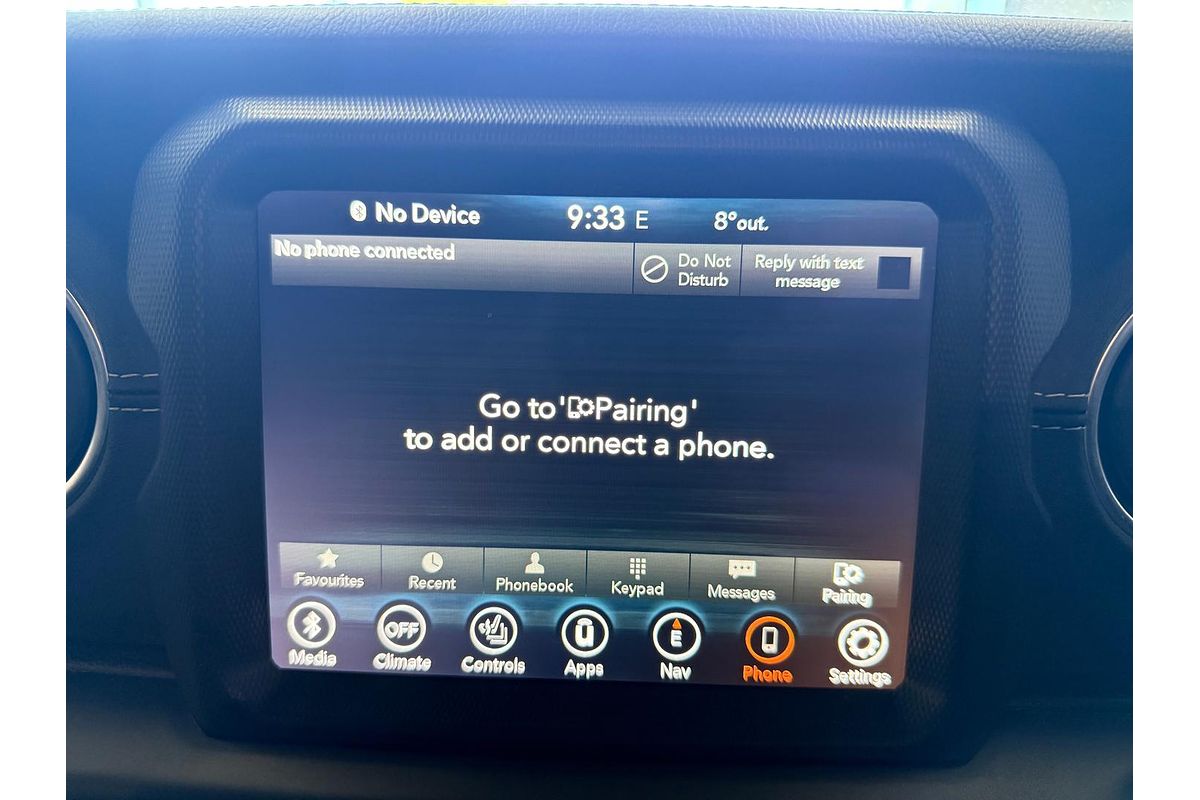 No Device 9:33 E 8°out.
No phone connected
Do Not
Disturb
Reply with text
message
Go to 'Pairing'
to add or connect a phone.
Favourites Recent Phonebook Keypad Messages Pairing
OFF E
Media Climate Controls Apps Nav Phone Settings